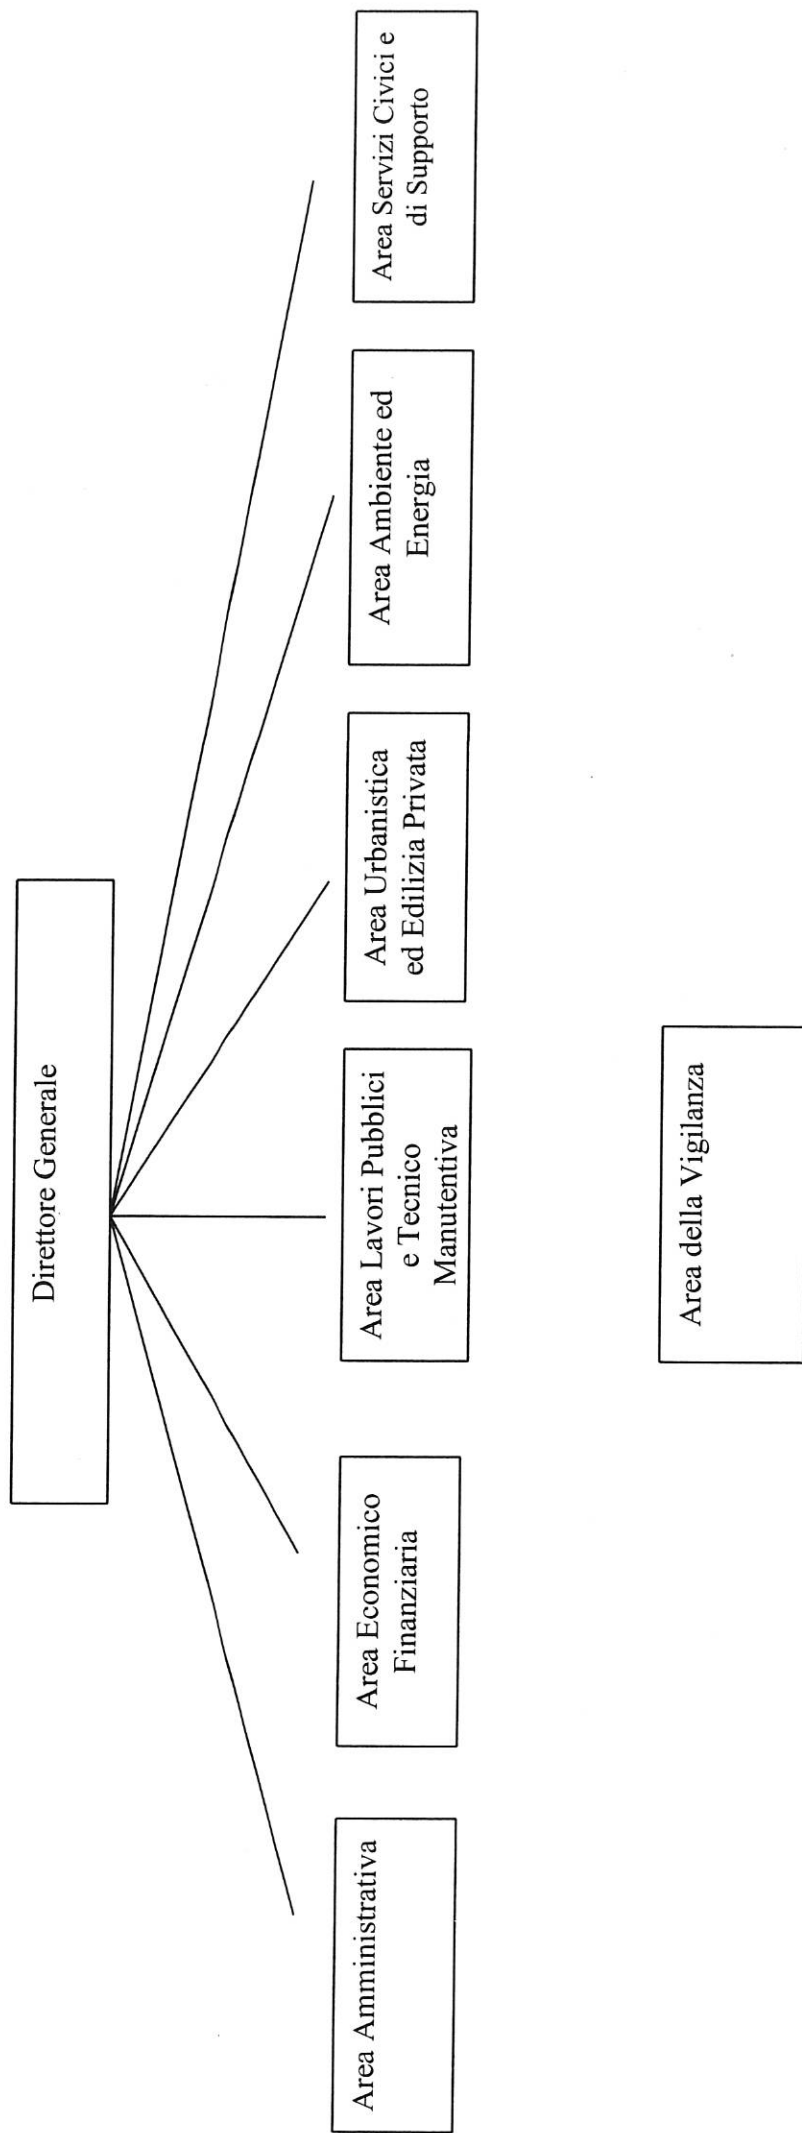 Direttore Generale
Area Amministrativa
Area Economico
Finanziaria
Area Lavori Pubblici
e Tecnico
Manutentiva
Area Urbanistica
ed Edilizia Privata
Area Ambiente ed
Energia
Area Servizi Civici e
di Supporto
Area della Vigilanza